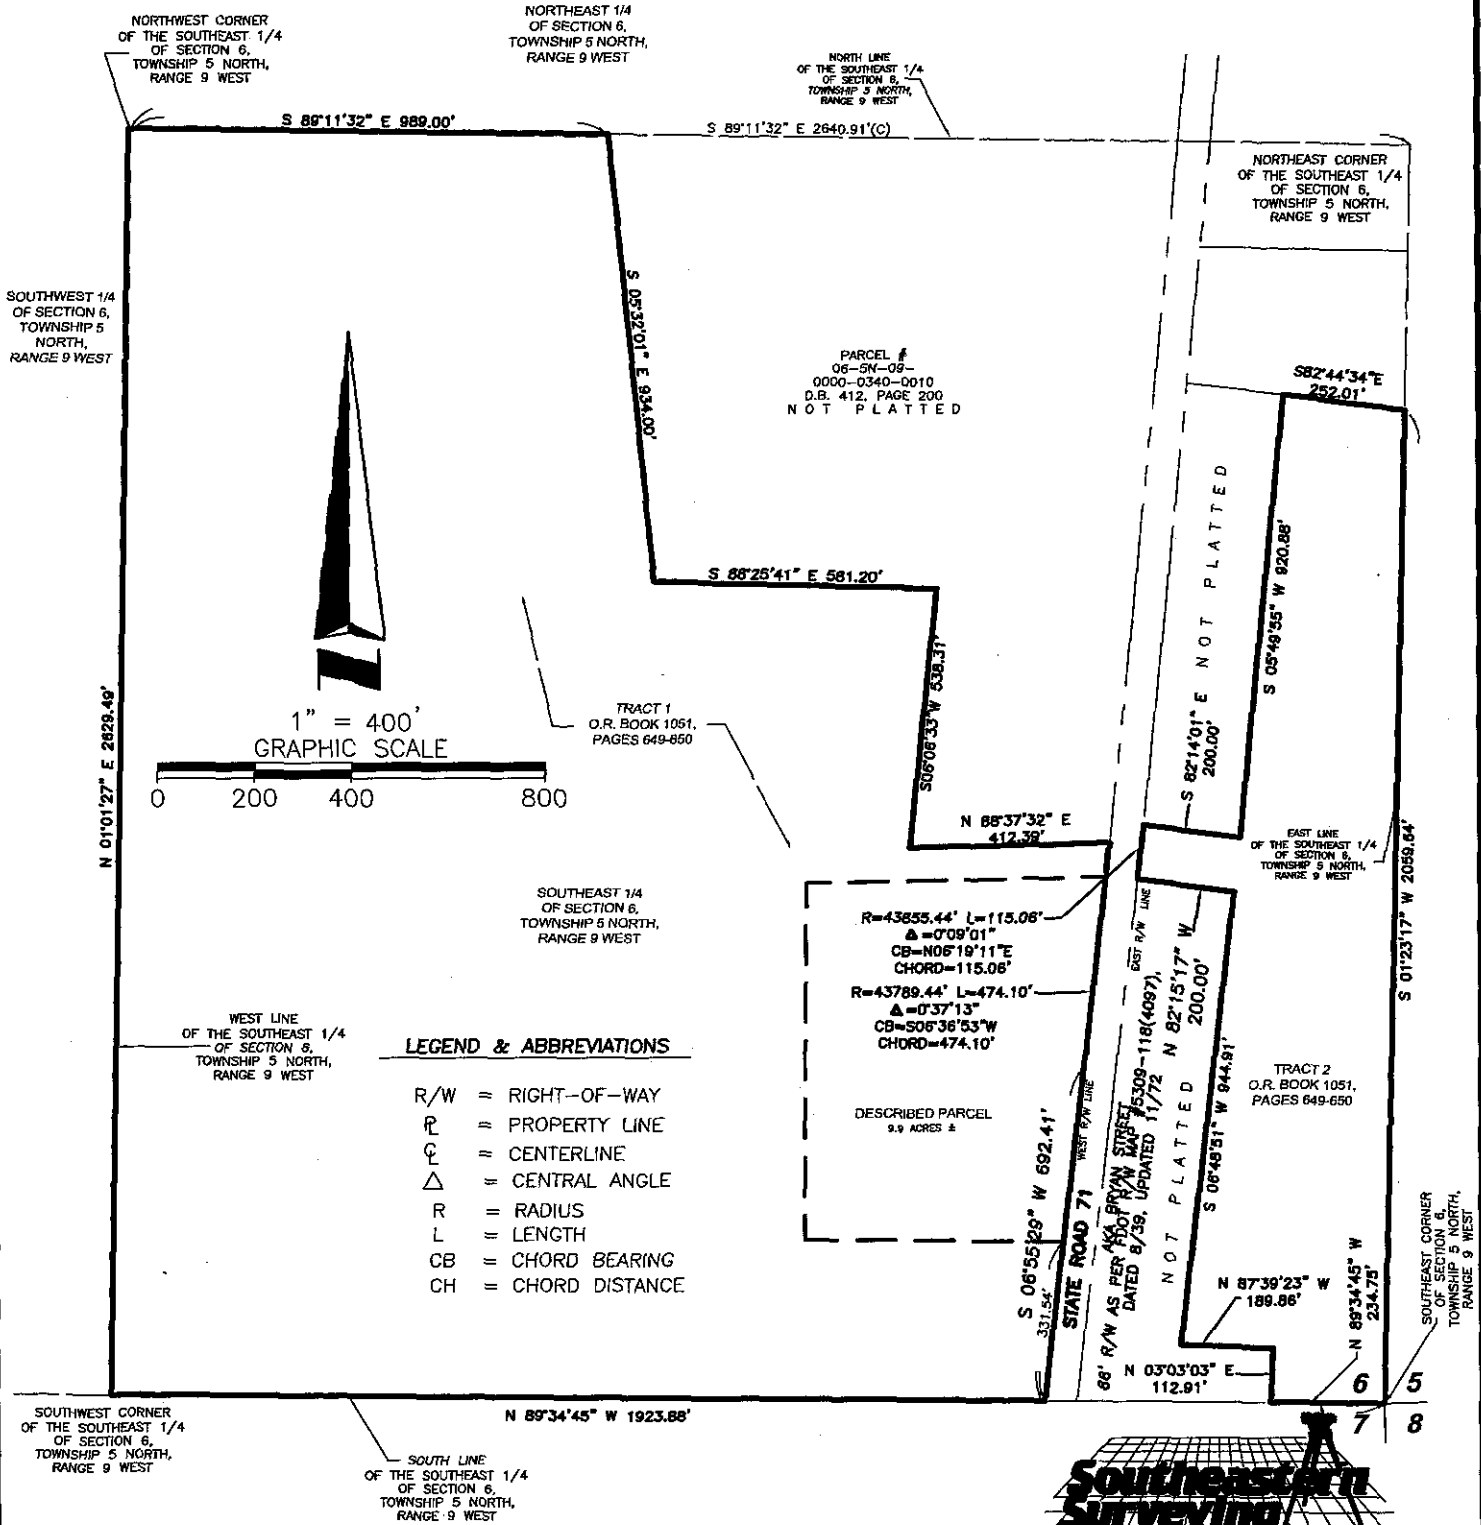 NORTHWEST CORNER
OF THE SOUTHEAST 1/4
OF SECTION 6,
TOWNSHIP 5 NORTH,
RANGE 9 WEST
NORTHEAST 1/4
OF SECTION 6,
TOWNSHIP 5 NORTH,
RANGE 9 WEST
NORTH LINE
OF THE SOUTHEAST 1/4
OF SECTION 6,
TOWNSHIP 5 NORTH,
RANGE 9 WEST
S 89°11'32" E 989.00'
S 89°11'32" E 2640.91'(C)
NORTHEAST CORNER
OF THE SOUTHEAST 1/4
OF SECTION 6,
TOWNSHIP 5 NORTH,
RANGE 9 WEST
SOUTHWEST 1/4
OF SECTION 6,
TOWNSHIP 5
NORTH,
RANGE 9 WEST
S 05°32'01" E 934.00'
PARCEL #
06-5N-09-
0000-0340-0010
D.B. 412, PAGE 200
NOT PLATTED
S82°44'34"E
252.01'
NOT PLATTED
S 05°49'55" W 920.88'
S 88°25'41" E 581.20'
S06°06'33"W 538.31'
N 01°01'27" E 2629.49'
1" = 400'
GRAPHIC SCALE
0 200 400 800
TRACT 1
O.R. BOOK 1051,
PAGES 649-650
S 82°14'01" E
200.00'
N 88°37'32" E
412.39'
EAST LINE
OF THE SOUTHEAST 1/4
OF SECTION 6,
TOWNSHIP 5 NORTH,
RANGE 9 WEST
S 01°23'17" W 2059.64'
SOUTHEAST 1/4
OF SECTION 6,
TOWNSHIP 5 NORTH,
RANGE 9 WEST
R=43855.44' L=115.06'
Δ=0°09'01"
CB=N06°19'11"E
CHORD=115.06'
R=43789.44' L=474.10'
Δ=0°37'13"
CB=S06°36'53"W
CHORD=474.10'
EAST R/W LINE
N 82°15'17" W
200.00'
WEST LINE
OF THE SOUTHEAST 1/4
OF SECTION 6,
TOWNSHIP 5 NORTH,
RANGE 9 WEST
LEGEND & ABBREVIATIONS
R/W = RIGHT-OF-WAY
℄ = PROPERTY LINE
℄ = CENTERLINE
Δ = CENTRAL ANGLE
R = RADIUS
L = LENGTH
CB = CHORD BEARING
CH = CHORD DISTANCE
DESCRIBED PARCEL
9.9 ACRES ±
WEST R/W LINE
S 06°55'29" W 692.41'
331.54'
STATE ROAD 71
AKA BRYAN STREET
66' R/W AS PER FDOT R/W MAP #5309-118(4097),
DATED 8/39, UPDATED 11/72
NOT PLATTED
S 06°48'51" W 944.91'
TRACT 2
O.R. BOOK 1051,
PAGES 649-650
N 87°39'23" W
189.86'
N 03°03'03" E
112.91'
N 89°34'45" W
234.75'
SOUTHEAST CORNER
OF SECTION 6,
TOWNSHIP 5 NORTH,
RANGE 9 WEST
6 5
7 8
SOUTHWEST CORNER
OF THE SOUTHEAST 1/4
OF SECTION 6,
TOWNSHIP 5 NORTH,
RANGE 9 WEST
N 89°34'45" W 1923.88'
SOUTH LINE
OF THE SOUTHEAST 1/4
OF SECTION 6,
TOWNSHIP 5 NORTH,
RANGE 9 WEST
Southeastern
Surveying